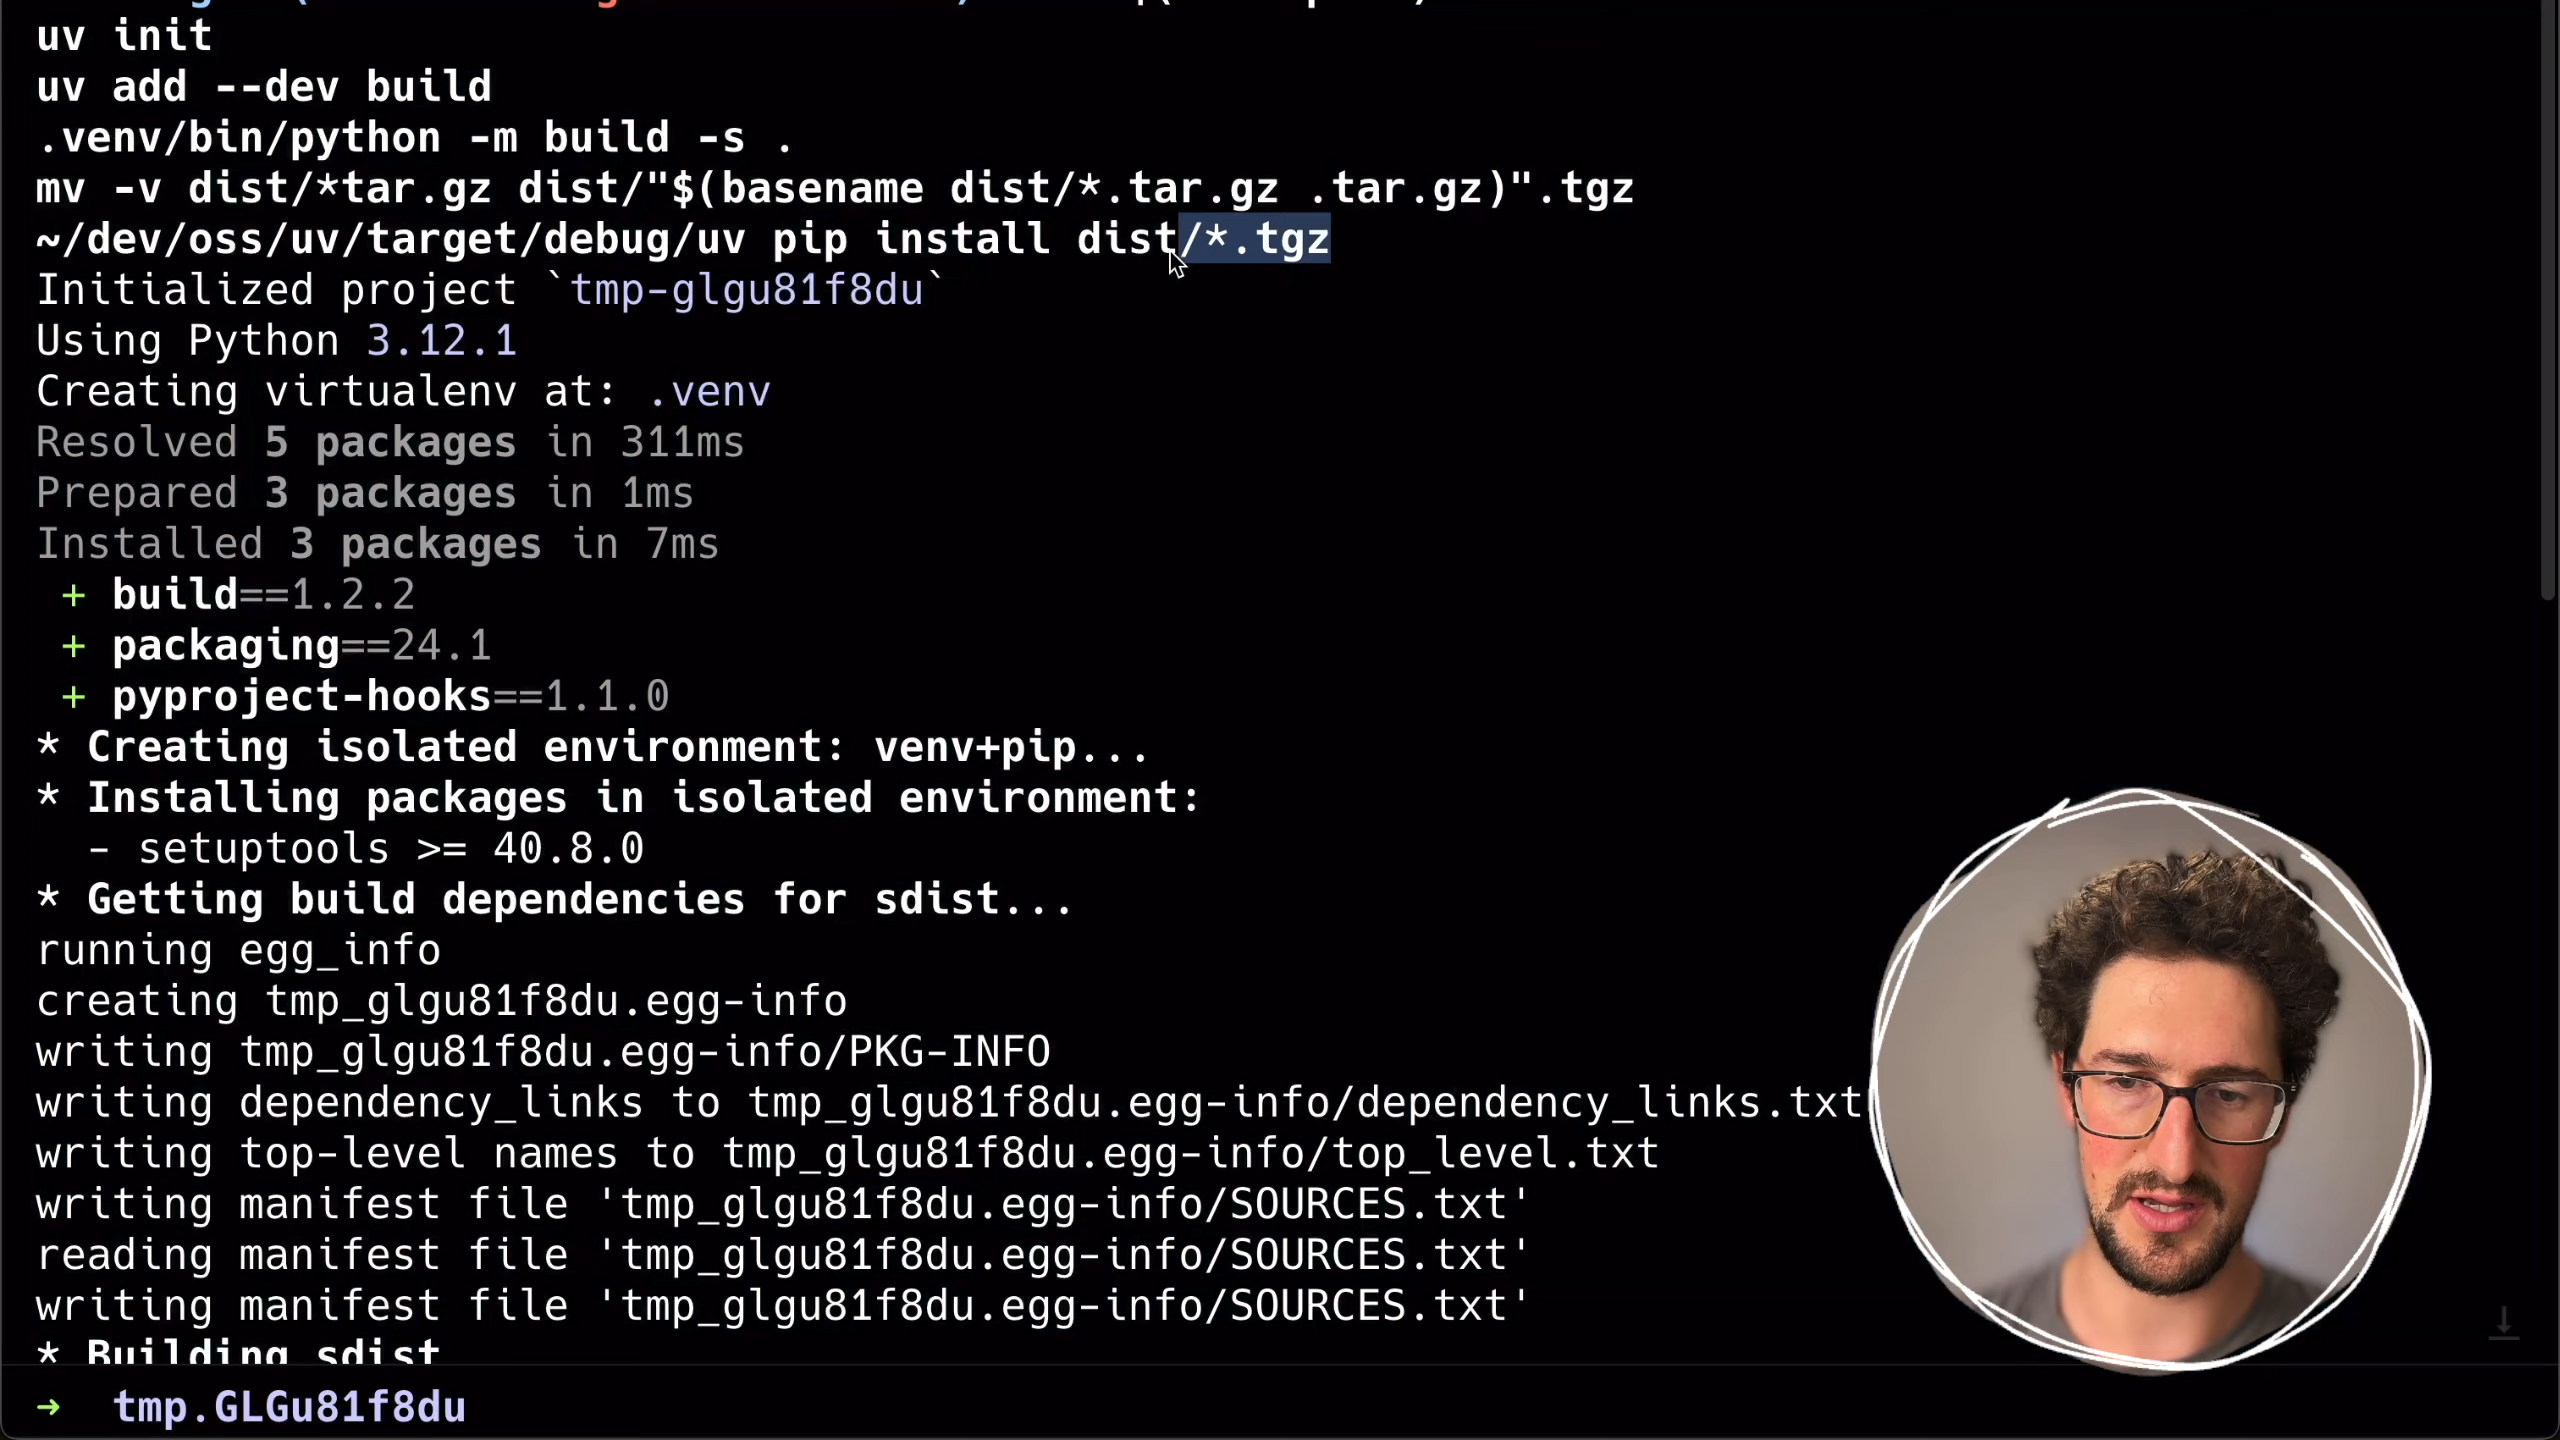 uv init
uv add --dev build
.venv/bin/python -m build -s .
mv -v dist/*tar.gz dist/"$(basename dist/*.tar.gz .tar.gz)".tgz
~/dev/oss/uv/target/debug/uv pip install dist/*.tgz
Initialized project `tmp-glgu81f8du`
Using Python 3.12.1
Creating virtualenv at: .venv
Resolved 5 packages in 311ms
Prepared 3 packages in 1ms
Installed 3 packages in 7ms
+ build==1.2.2
+ packaging==24.1
+ pyproject-hooks==1.1.0
* Creating isolated environment: venv+pip...
* Installing packages in isolated environment:
- setuptools >= 40.8.0
* Getting build dependencies for sdist...
running egg_info
creating tmp_glgu81f8du.egg-info
writing tmp_glgu81f8du.egg-info/PKG-INFO
writing dependency_links to tmp_glgu81f8du.egg-info/dependency_links.txt
writing top-level names to tmp_glgu81f8du.egg-info/top_level.txt
writing manifest file 'tmp_glgu81f8du.egg-info/SOURCES.txt'
reading manifest file 'tmp_glgu81f8du.egg-info/SOURCES.txt'
writing manifest file 'tmp_glgu81f8du.egg-info/SOURCES.txt'
* Building sdist
➜ tmp.GLGu81f8du